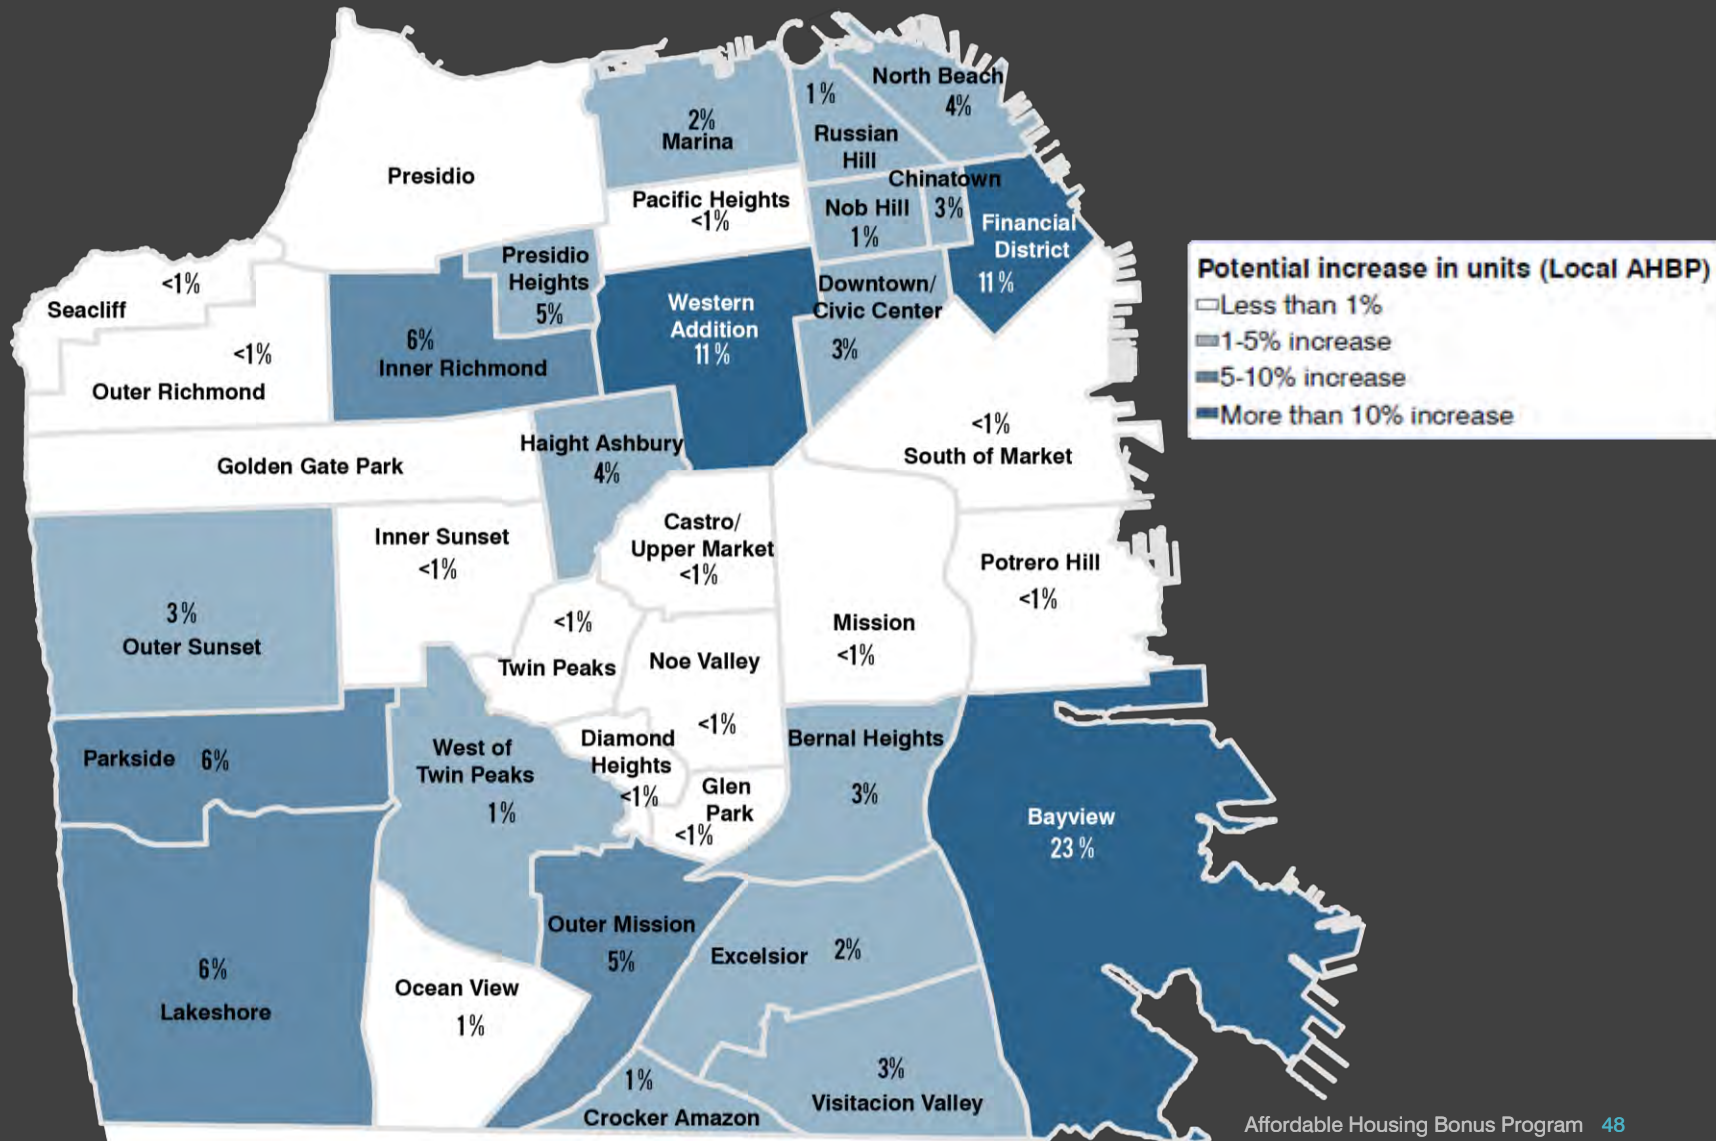 North Beach
4%
1%
Russian
Hill
2%
Marina
Presidio
Chinatown
3%
Pacific Heights
<1%
Nob Hill
1%
Financial
District
11%
Presidio
Heights
5%
<1%
Seacliff
Western
Addition
11%
Downtown/
Civic Center
3%
6%
Inner Richmond
<1%
Outer Richmond
Potential increase in units (Local AHBP)
Less than 1%
1-5% increase
5-10% increase
More than 10% increase
<1%
South of Market
Haight Ashbury
4%
Golden Gate Park
Inner Sunset
<1%
Castro/
Upper Market
<1%
Potrero Hill
<1%
3%
Outer Sunset
<1%
Twin Peaks
Noe Valley
<1%
Mission
<1%
Parkside 6%
West of
Twin Peaks
1%
Diamond
Heights
<1%
Glen
Park
<1%
Bernal Heights
3%
Bayview
23%
Outer Mission
5%
Excelsior 2%
6%
Lakeshore
Ocean View
1%
1%
Crocker Amazon
3%
Visitacion Valley
Affordable Housing Bonus Program 48